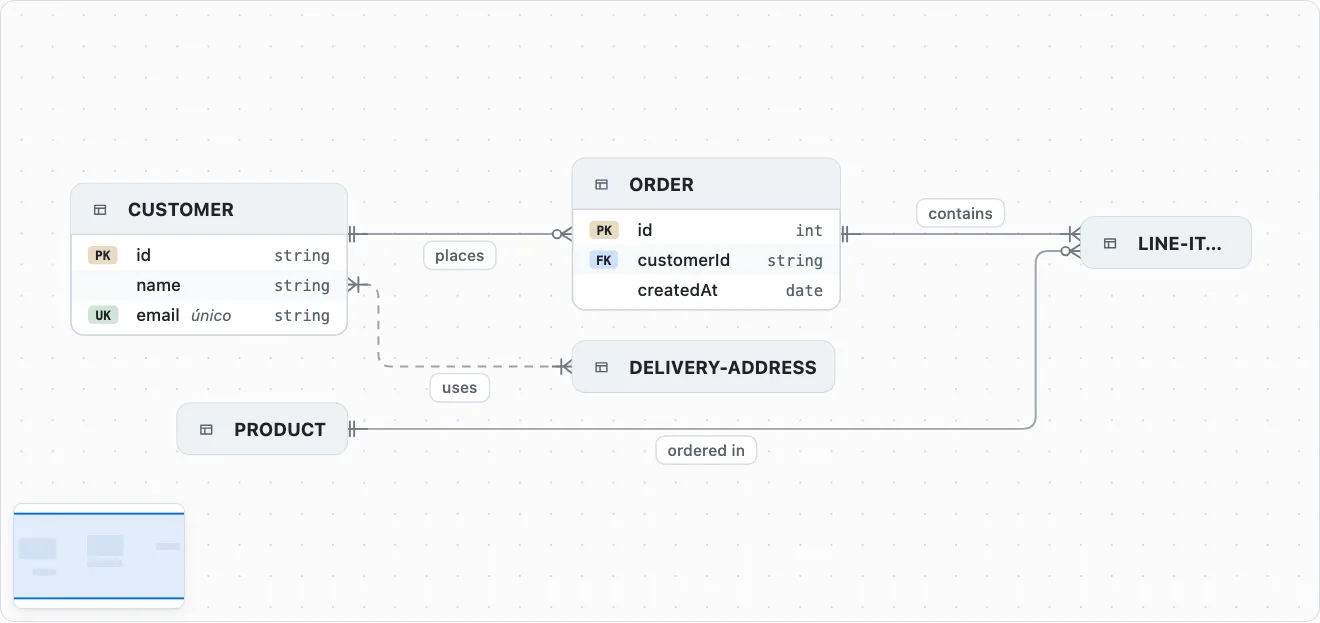 CUSTOMER
PK id string
name string
UK email único string
places
ORDER
PK id int
FK customerId string
createdAt date
contains
LINE-IT...
uses
DELIVERY-ADDRESS
PRODUCT
ordered in